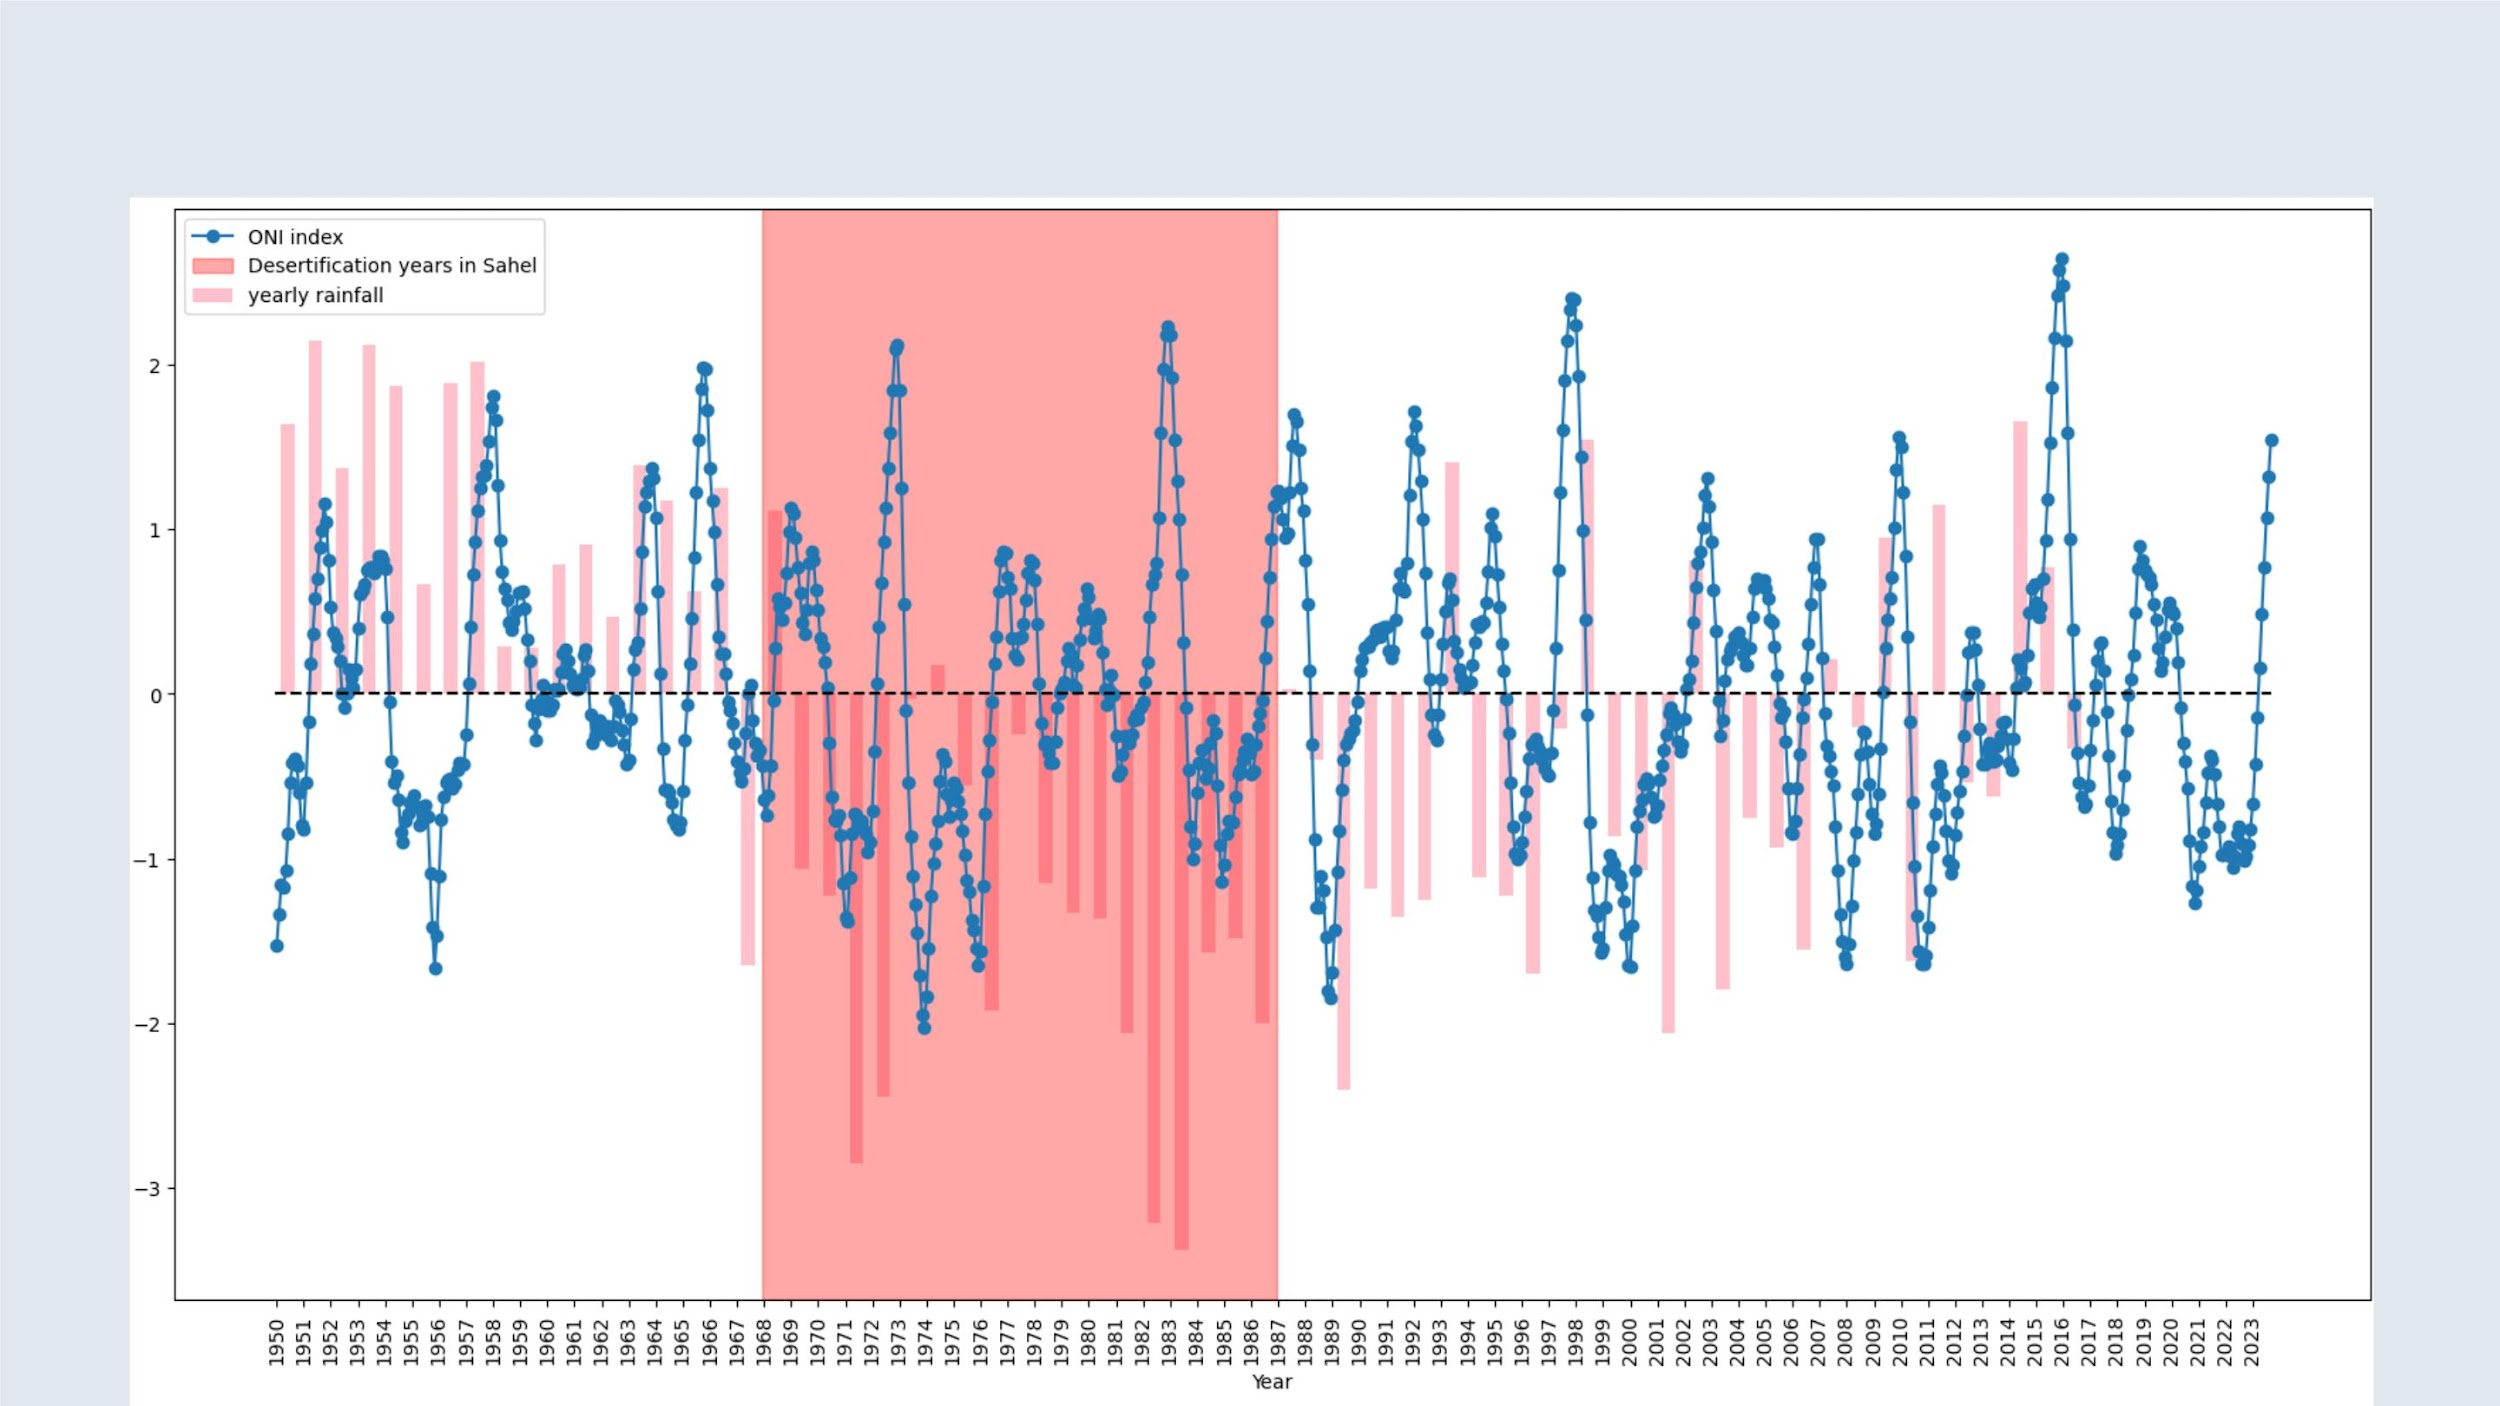 ONI index
Desertification years in Sahel
yearly rainfall
2
1
0
−1
−2
−3
1950 1951 1952 1953 1954 1955 1956 1957 1958 1959 1960 1961 1962 1963 1964 1965 1966 1967 1968 1969 1970 1971 1972 1973 1974 1975 1976 1977 1978 1979 1980 1981 1982 1983 1984 1985 1986 1987 1988 1989 1990 1991 1992 1993 1994 1995 1996 1997 1998 1999 2000 2001 2002 2003 2004 2005 2006 2007 2008 2009 2010 2011 2012 2013 2014 2015 2016 2017 2018 2019 2020 2021 2022 2023
Year